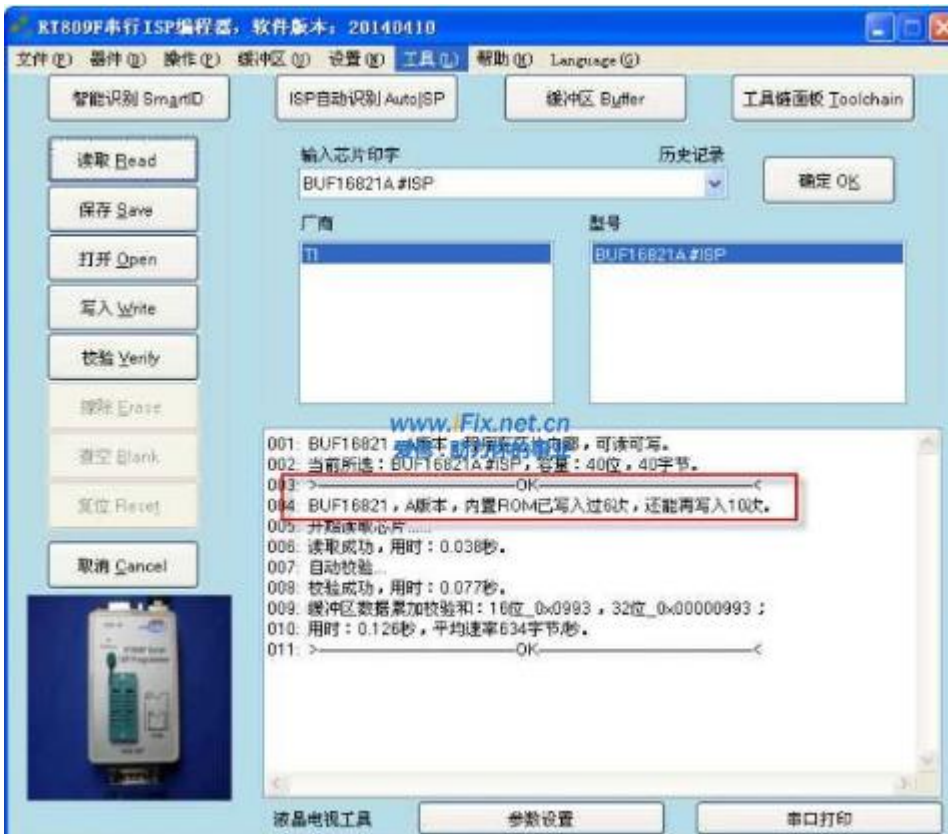 RT809F串行ISP编程器，软件版本：20140410
文件(F) 器件(D) 操作(P) 缓冲区(U) 设置(W) 工具(L) 帮助(H) Language(G)
智能识别 SmartID ISP自动识别 AutoISP 缓冲区 Buffer 工具链面板 Toolchain
读取 Read
保存 Save
打开 Open
写入 Write
校验 Verify
擦除 Erase
查空 Blank
复位 Reset
取消 Cancel
输入芯片印字 历史记录
BUF16821A#ISP
确定 OK
厂商 型号
TI BUF16821A#ISP
www.iFix.net.cn
001: BUF16821，A版本，可读可写。
002: 当前所选：BUF16821A#ISP，容量：40位，40字节。
003: >————OK————<
004: BUF16821，A版本，内置ROM已写入过6次，还能再写入10次。
005: 开始读取芯片......
006: 读取成功，用时：0.038秒。
007: 自动校验...
008: 校验成功，用时：0.077秒。
009: 缓冲区数据累加校验和：16位_0x0993，32位_0x00000993；
010: 用时：0.126秒，平均速率634字节/秒。
011: >————OK————<
液晶电视工具 参数设置 串口打印